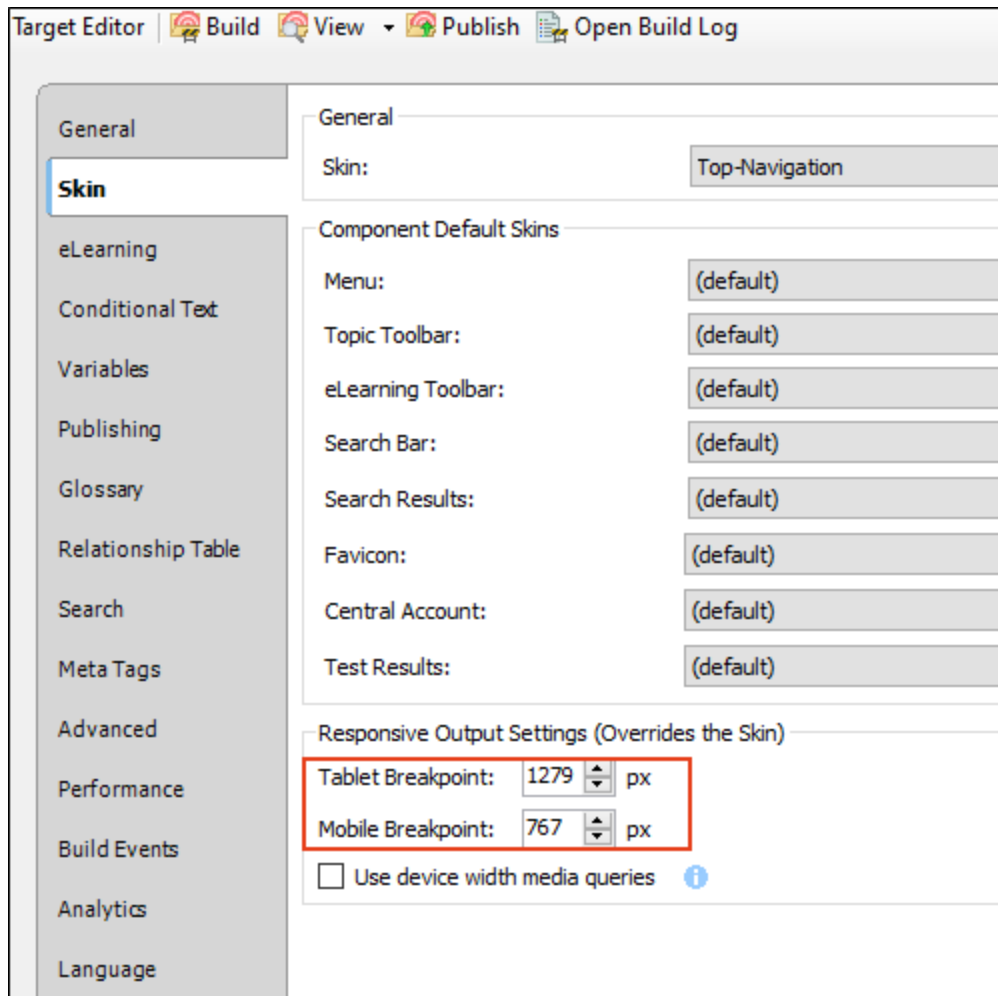 Target Editor Build View Publish Open Build Log
General
Skin
eLearning
Conditional Text
Variables
Publishing
Glossary
Relationship Table
Search
Meta Tags
Advanced
Performance
Build Events
Analytics
Language
General
Skin: Top-Navigation
Component Default Skins
Menu: (default)
Topic Toolbar: (default)
eLearning Toolbar: (default)
Search Bar: (default)
Search Results: (default)
Favicon: (default)
Central Account: (default)
Test Results: (default)
Responsive Output Settings (Overrides the Skin)
Tablet Breakpoint: 1279 px
Mobile Breakpoint: 767 px
Use device width media queries